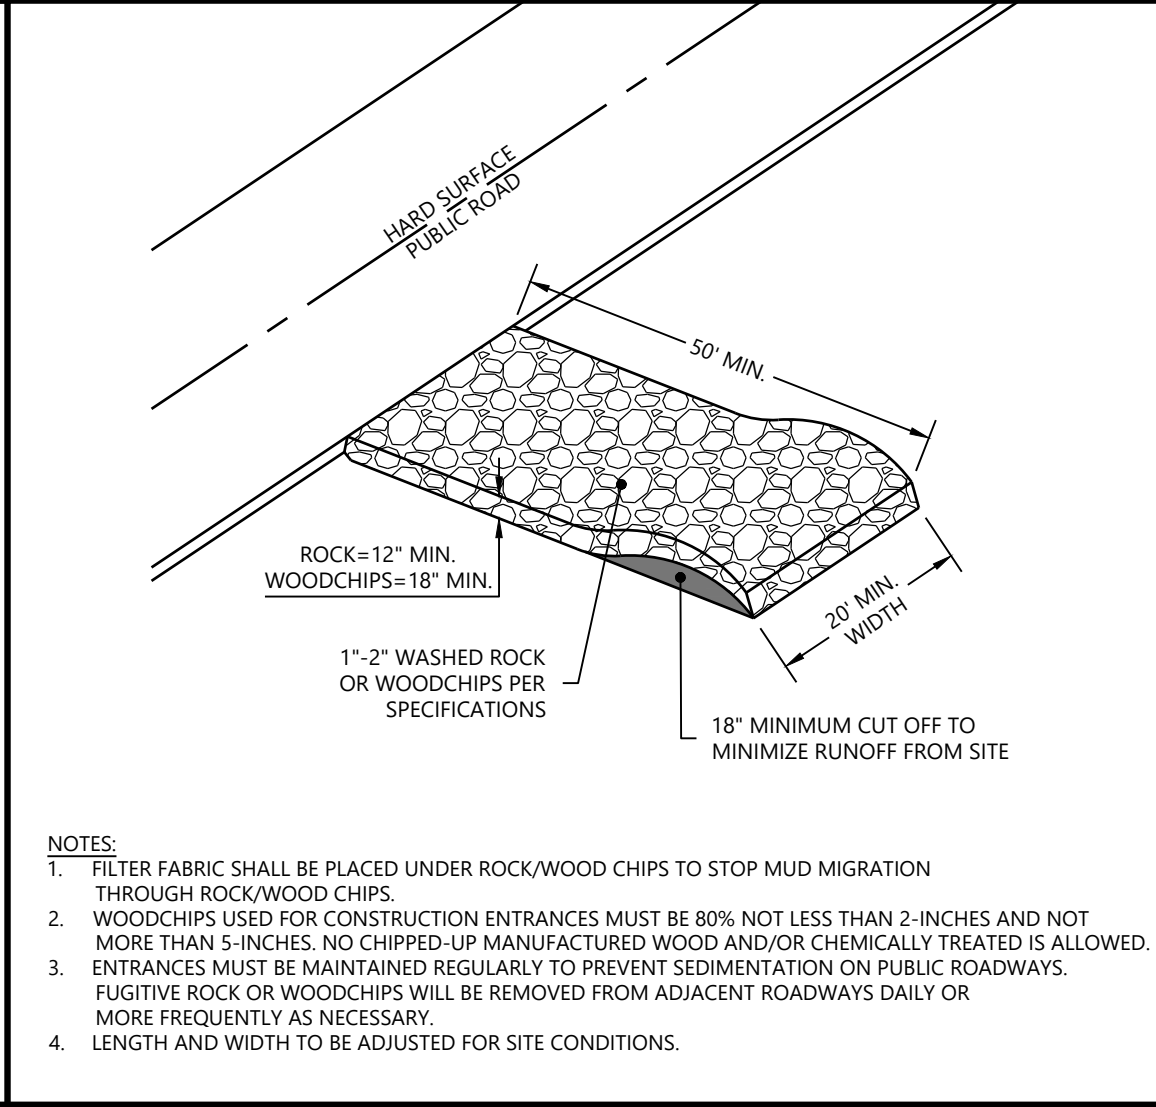 HARD SURFACE
PUBLIC ROAD
50' MIN.
ROCK=12" MIN.
WOODCHIPS=18" MIN.
20' MIN.
WIDTH
1"-2" WASHED ROCK
OR WOODCHIPS PER
SPECIFICATIONS
18" MINIMUM CUT OFF TO
MINIMIZE RUNOFF FROM SITE
NOTES:
1. FILTER FABRIC SHALL BE PLACED UNDER ROCK/WOOD CHIPS TO STOP MUD MIGRATION
THROUGH ROCK/WOOD CHIPS.
2. WOODCHIPS USED FOR CONSTRUCTION ENTRANCES MUST BE 80% NOT LESS THAN 2-INCHES AND NOT
MORE THAN 5-INCHES. NO CHIPPED-UP MANUFACTURED WOOD AND/OR CHEMICALLY TREATED IS ALLOWED.
3. ENTRANCES MUST BE MAINTAINED REGULARLY TO PREVENT SEDIMENTATION ON PUBLIC ROADWAYS.
FUGITIVE ROCK OR WOODCHIPS WILL BE REMOVED FROM ADJACENT ROADWAYS DAILY OR
MORE FREQUENTLY AS NECESSARY.
4. LENGTH AND WIDTH TO BE ADJUSTED FOR SITE CONDITIONS.